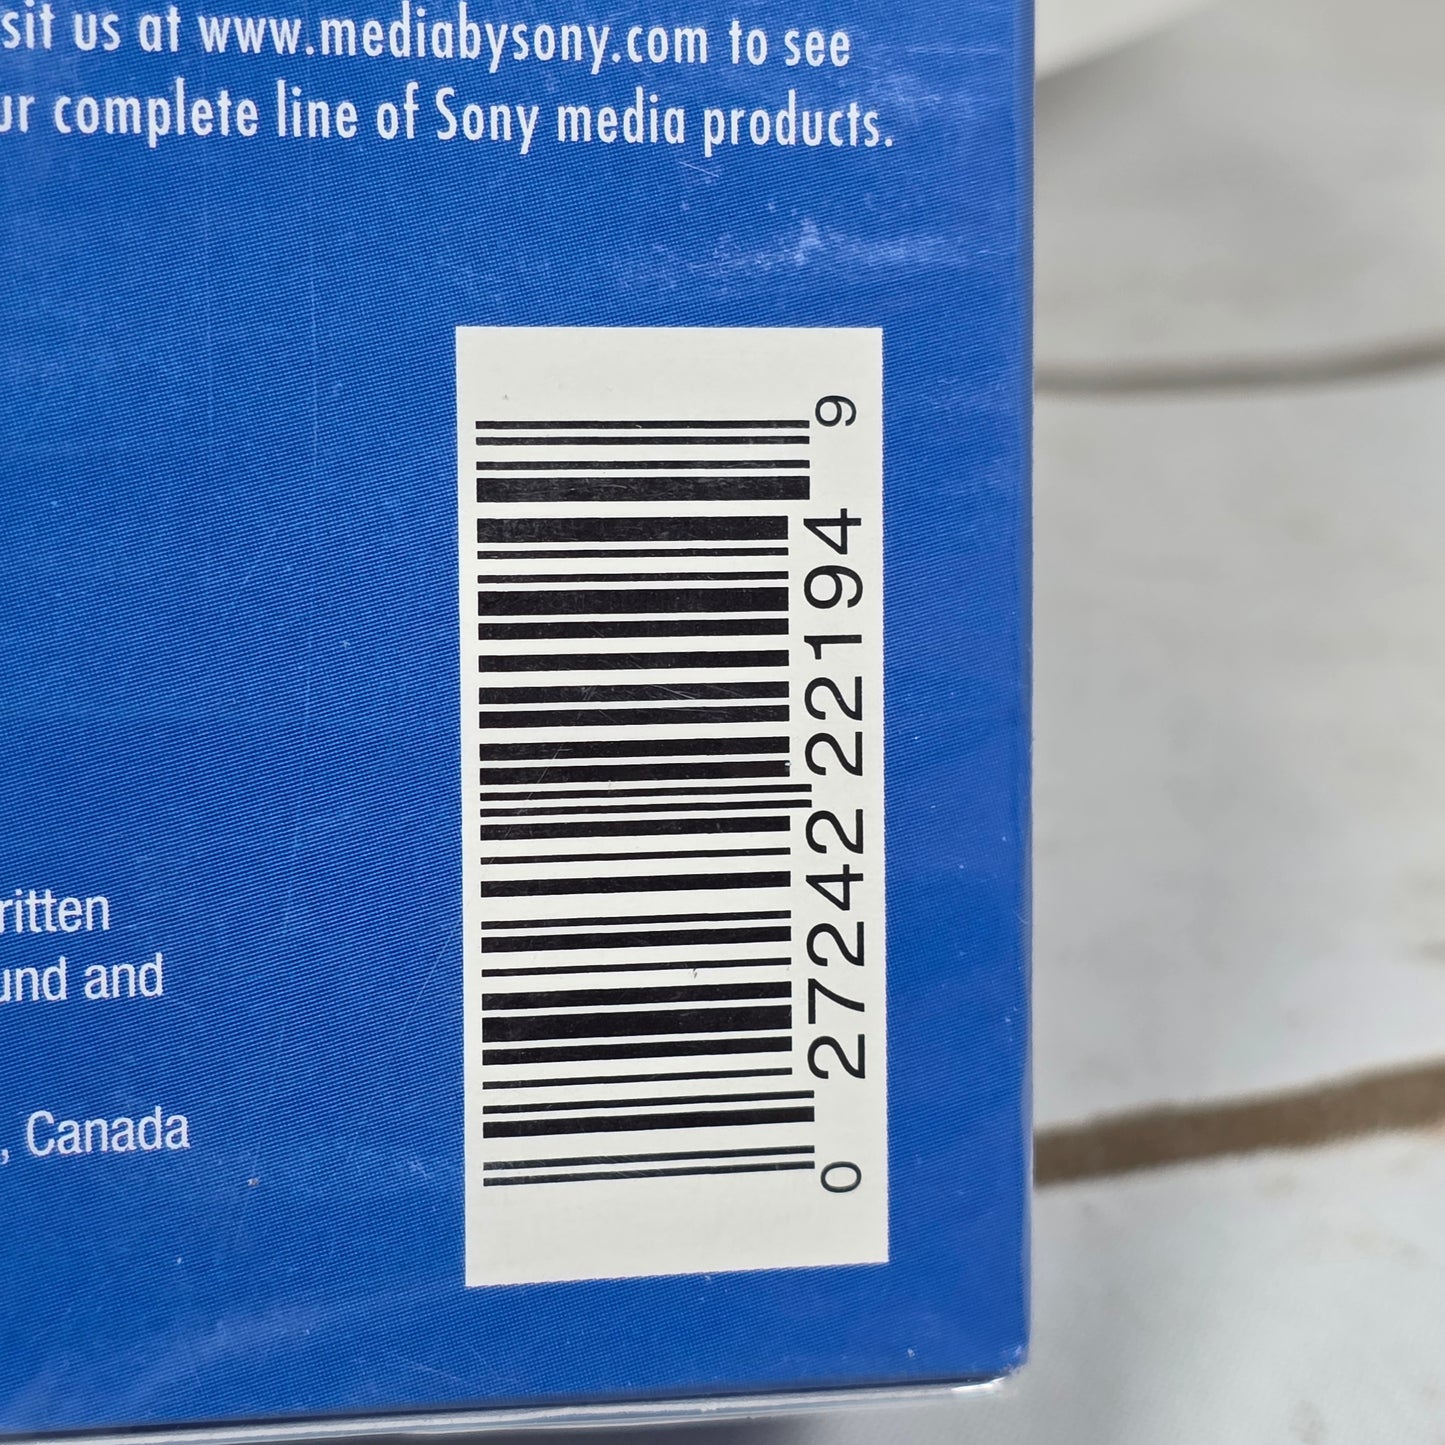 sit us at www.mediabysony.com to see
ur complete line of Sony media products.
ritten
und and
, Canada
0 27242 22194 9